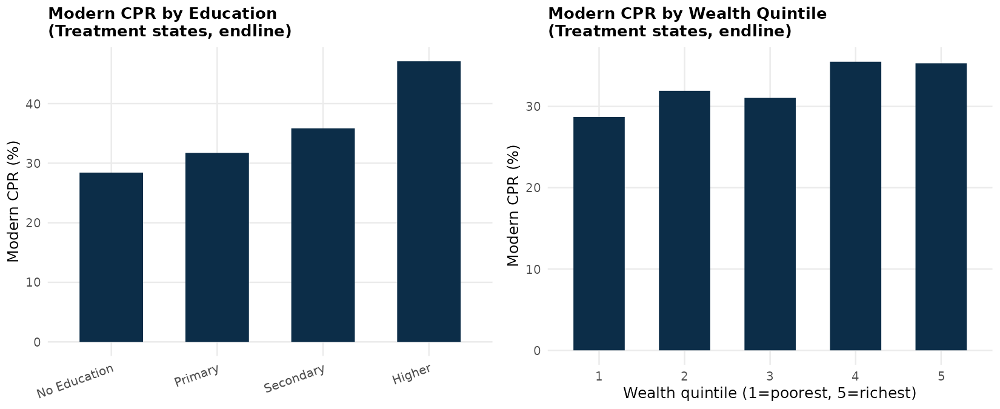 Modern CPR by Education
(Treatment states, endline)
Modern CPR (%)
40
30
20
10
0
No Education
Primary
Secondary
Higher
Modern CPR by Wealth Quintile
(Treatment states, endline)
Modern CPR (%)
30
20
10
0
1
2
3
4
5
Wealth quintile (1=poorest, 5=richest)